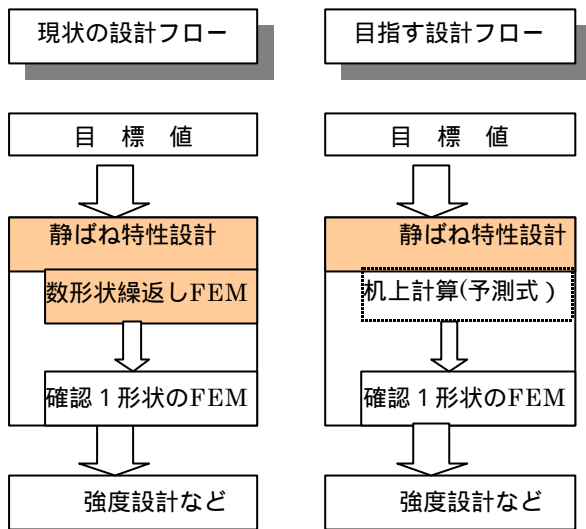 現状の設計フロー
目　標　値
静ばね特性設計
数形状繰返しFEM
確認１形状のFEM
強度設計など
目指す設計フロー
目　標　値
静ばね特性設計
机上計算(予測式）
確認１形状のFEM
強度設計など